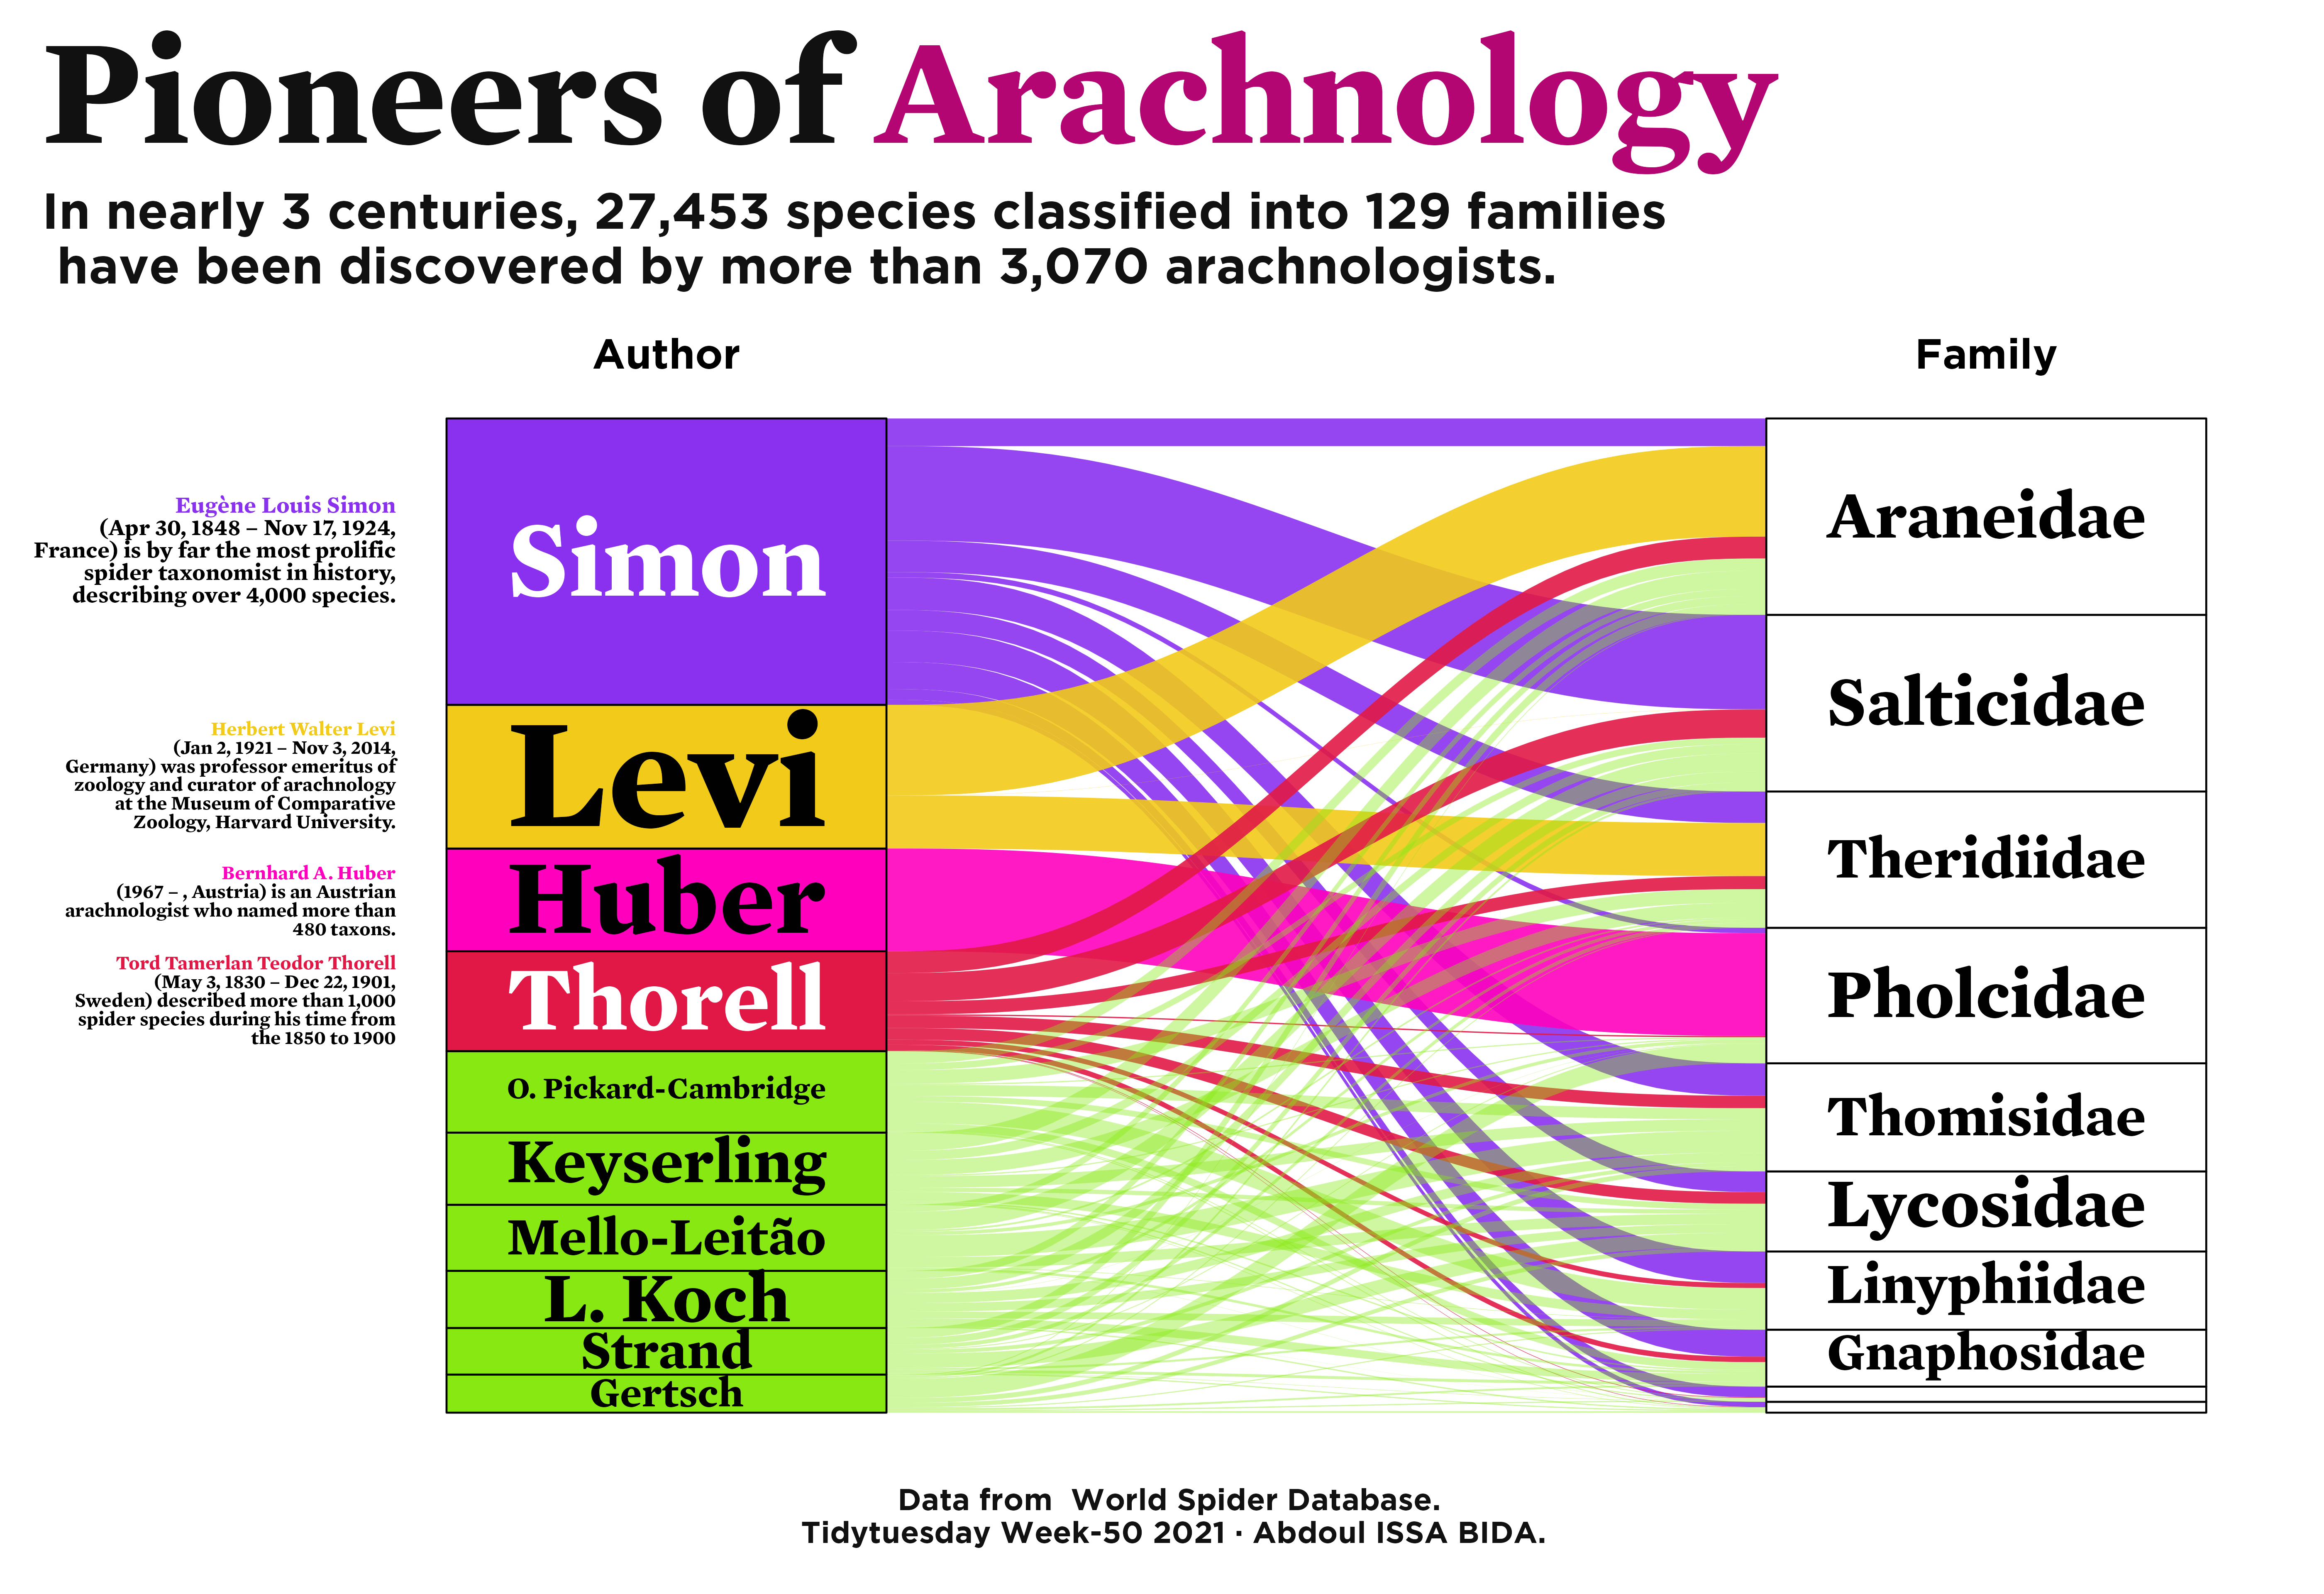 Pioneers of Arachnology
In nearly 3 centuries, 27,453 species classified into 129 families
have been discovered by more than 3,070 arachnologists.
Author
Family
Eugène Louis Simon
(Apr 30, 1848 – Nov 17, 1924,
France) is by far the most prolific
spider taxonomist in history,
describing over 4,000 species.
Herbert Walter Levi
(Jan 2, 1921 – Nov 3, 2014,
Germany) was professor emeritus of
zoology and curator of arachnology
at the Museum of Comparative
Zoology, Harvard University.
Bernhard A. Huber
(1967 – , Austria) is an Austrian
arachnologist who named more than
480 taxons.
Tord Tamerlan Teodor Thorell
(May 3, 1830 – Dec 22, 1901,
Sweden) described more than 1,000
spider species during his time from
the 1850 to 1900
Simon
Levi
Huber
Thorell
O. Pickard-Cambridge
Keyserling
Mello-Leitão
L. Koch
Strand
Gertsch
Araneidae
Salticidae
Theridiidae
Pholcidae
Thomisidae
Lycosidae
Linyphiidae
Gnaphosidae
Data from World Spider Database.
Tidytuesday Week-50 2021 · Abdoul ISSA BIDA.